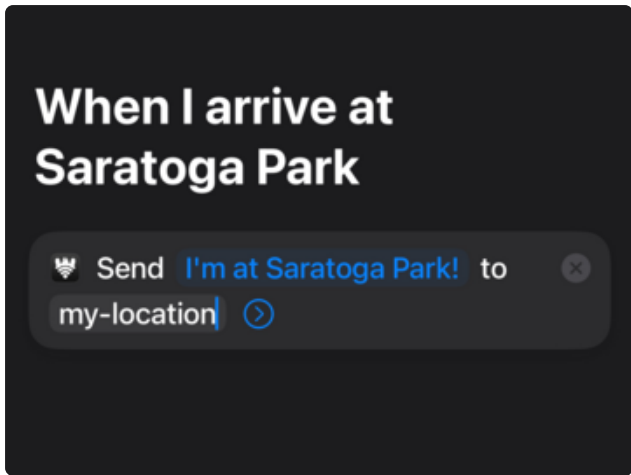 When I arrive at
Saratoga Park
Send I'm at Saratoga Park! to
my-location